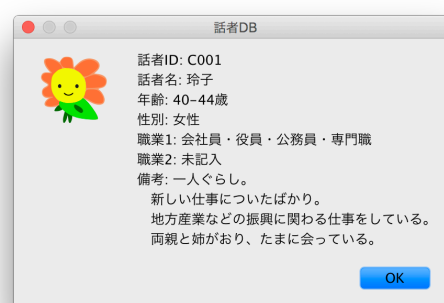 話者DB
話者ID: C001
話者名: 玲子
年齢: 40-44歳
性別: 女性
職業1: 会社員・役員・公務員・専門職
職業2: 未記入
備考: 一人ぐらし。
新しい仕事についたばかり。
地方産業などの振興に関わる仕事をしている。
両親と姉がおり、たまに会っている。
OK